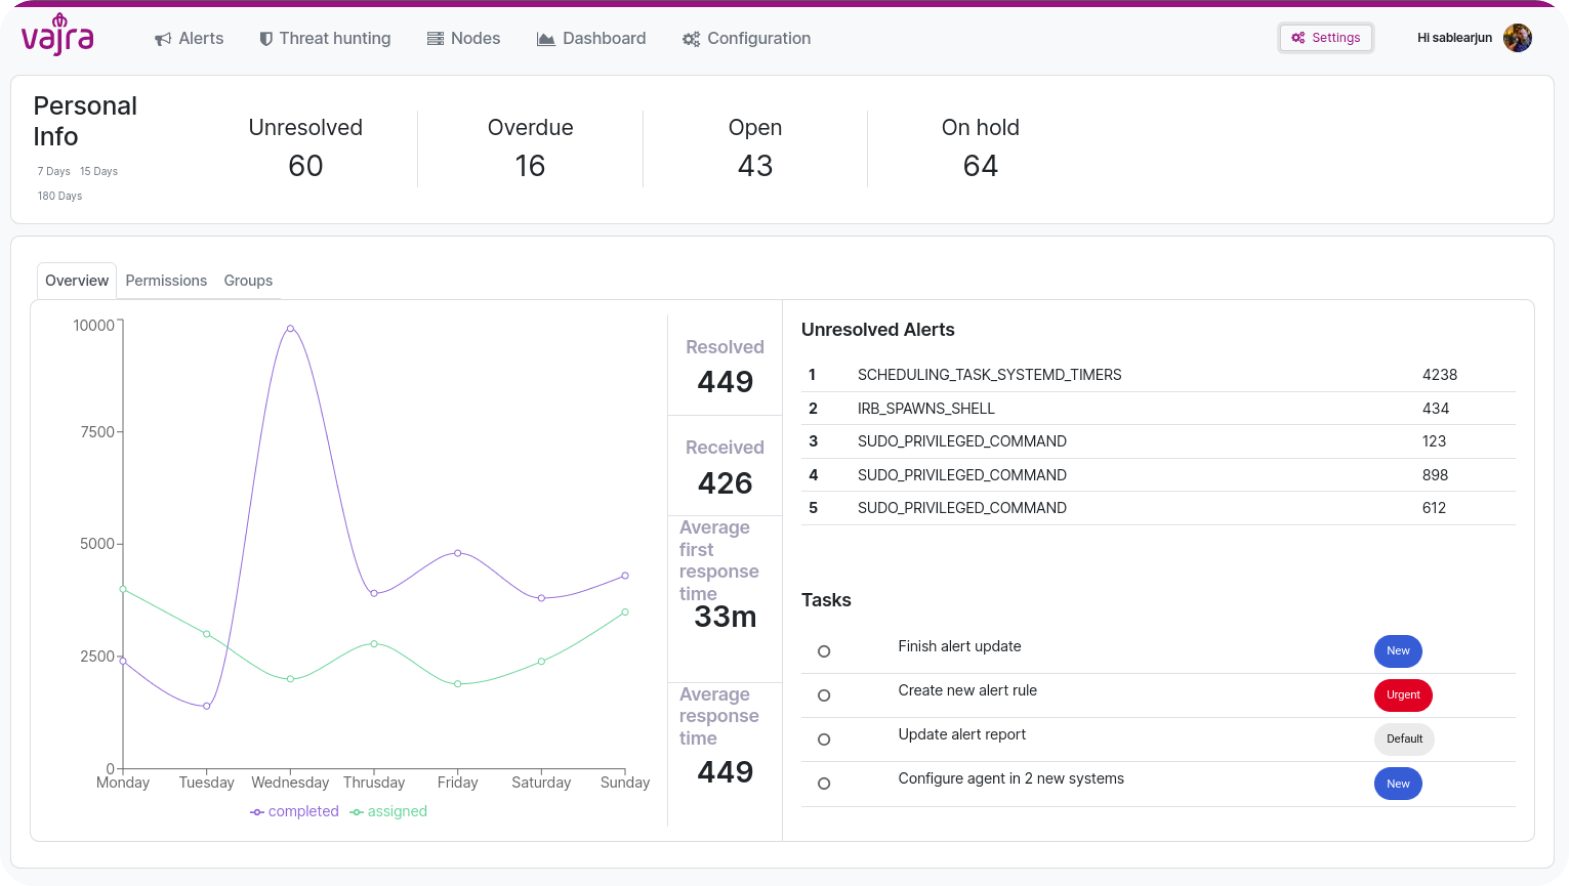 vajra
Alerts
Threat hunting
Nodes
Dashboard
Configuration
Settings
Hi sablearjun
Personal
Info
7 Days 15 Days
180 Days
Unresolved
60
Overdue
16
Open
43
On hold
64
Overview
Permissions
Groups
10000
7500
5000
2500
0
Monday Tuesday Wednesday Thrusday Friday Saturday Sunday
completed assigned
Resolved
449
Received
426
Average
first
response
time
33m
Average
response
time
449
Unresolved Alerts
1 SCHEDULING_TASK_SYSTEMD_TIMERS 4238
2 IRB_SPAWNS_SHELL 434
3 SUDO_PRIVILEGED_COMMAND 123
4 SUDO_PRIVILEGED_COMMAND 898
5 SUDO_PRIVILEGED_COMMAND 612
Tasks
Finish alert update New
Create new alert rule Urgent
Update alert report Default
Configure agent in 2 new systems New